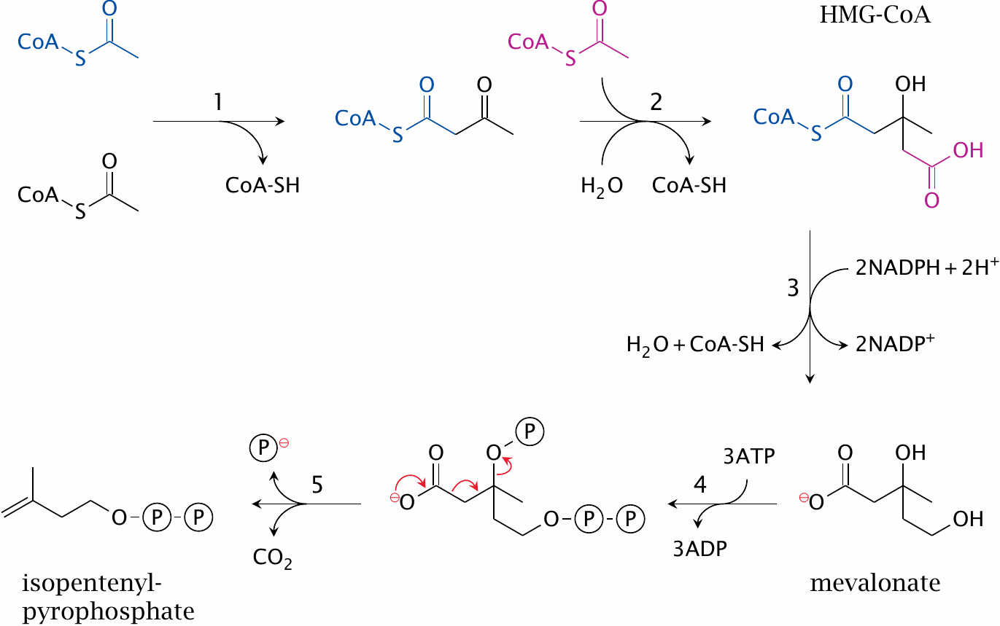 O
CoA
S
O
CoA
S
HMG-CoA
1
CoA-SH
O
CoA
S
O
O
CoA
S
2
H₂O
CoA-SH
O
OH
CoA
S
OH
O
3
2NADPH + 2H⁺
H₂O + CoA-SH
2NADP⁺
O
OH
⊖O
OH
mevalonate
3ATP
4
3ADP
O
O
P
⊖O
O
P
P
P⊖
5
CO₂
O
P
P
isopentenyl-
pyrophosphate